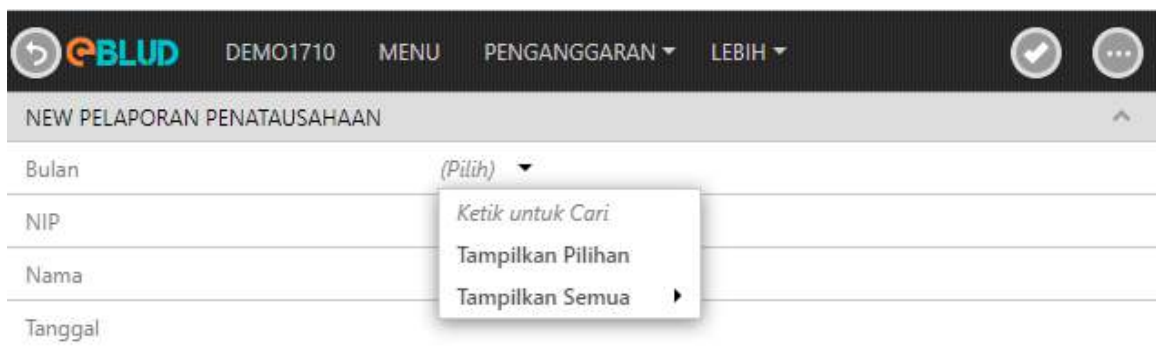 eBLUD DEMO1710 MENU PENGANGGARAN LEBIH
NEW PELAPORAN PENATAUSAHAAN
Bulan (Pilih)
NIP Ketik untuk Cari
Tampilkan Pilihan
Nama
Tampilkan Semua
Tanggal